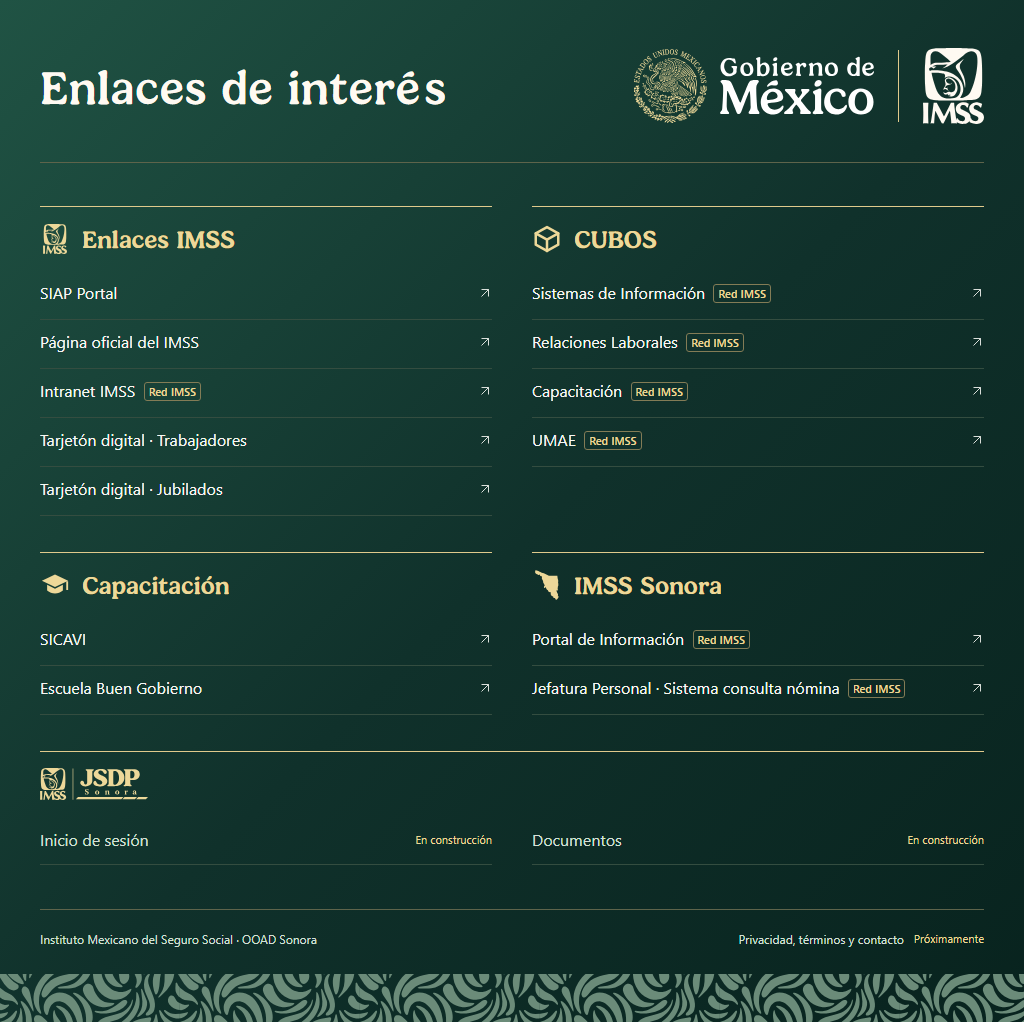 Enlaces de interés
ESTADOS UNIDOS MEXICANOS
Gobierno de
México
IMSS
IMSS
Enlaces IMSS
SIAP Portal
Página oficial del IMSS
Intranet IMSS Red IMSS
Tarjetón digital · Trabajadores
Tarjetón digital · Jubilados
CUBOS
Sistemas de Información Red IMSS
Relaciones Laborales Red IMSS
Capacitación Red IMSS
UMAE Red IMSS
Capacitación
SICAVI
Escuela Buen Gobierno
IMSS Sonora
Portal de Información Red IMSS
Jefatura Personal · Sistema consulta nómina Red IMSS
IMSS
JSDP
Sonora
Inicio de sesión En construcción
Documentos En construcción
Instituto Mexicano del Seguro Social · OOAD Sonora
Privacidad, términos y contacto Próximamente